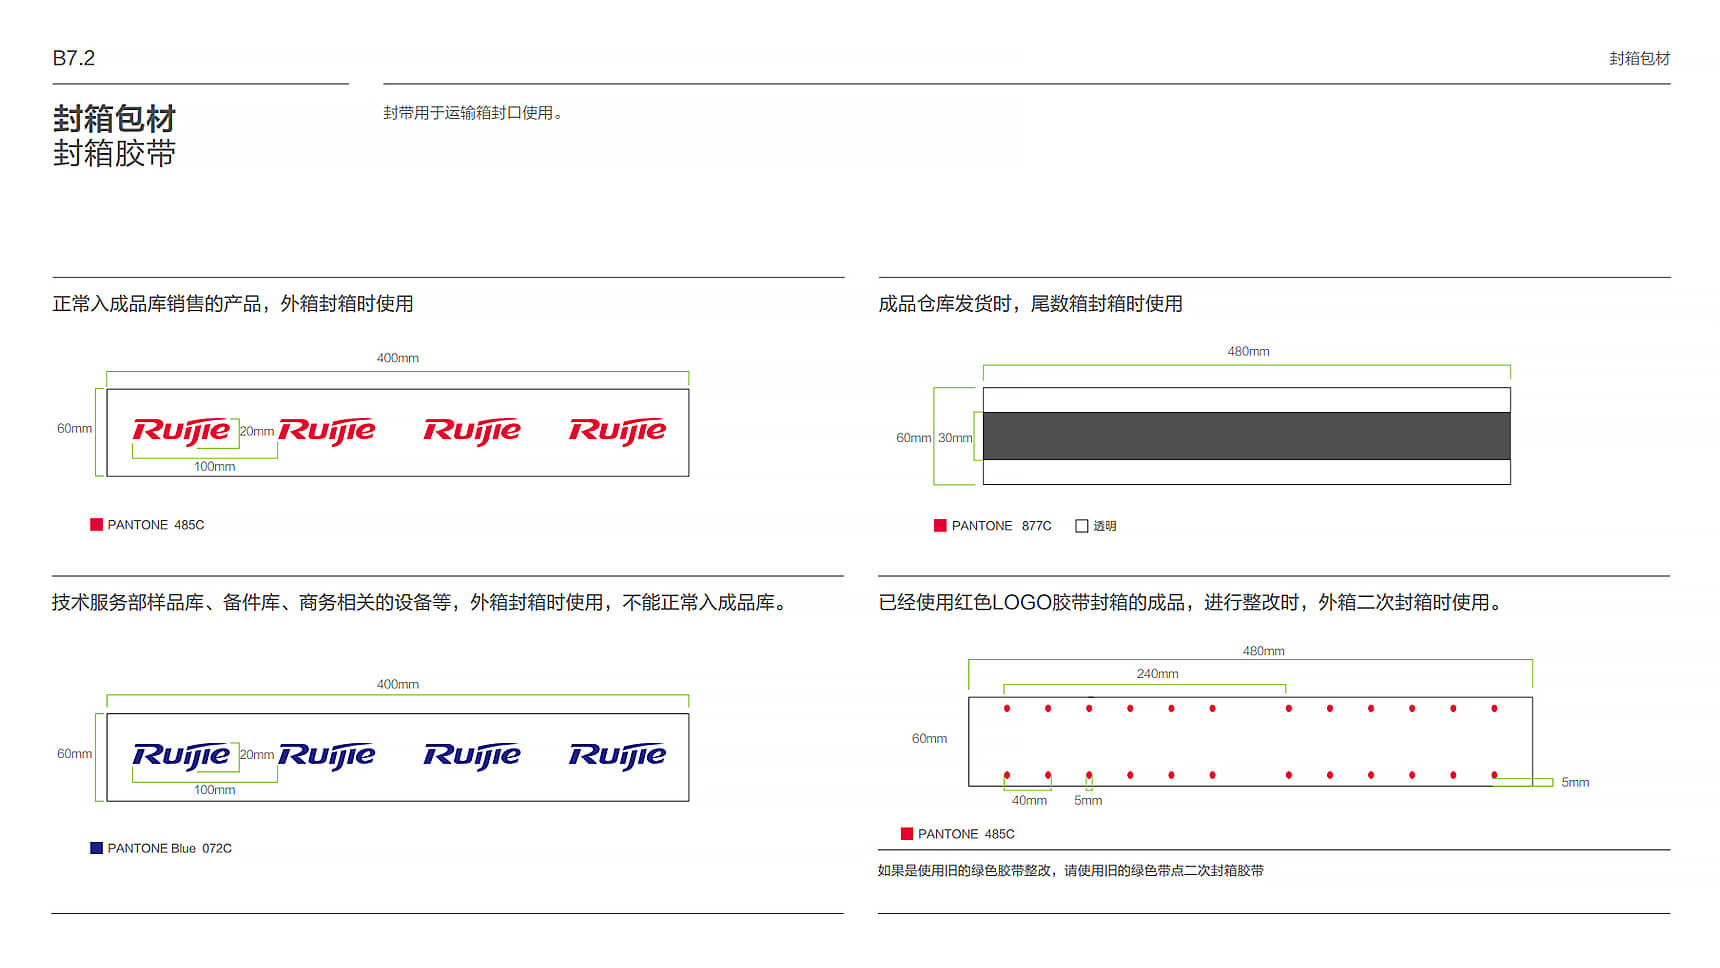 B7.2
封箱包材
封箱包材
封箱胶带
封带用于运输箱封口使用。
正常入成品库销售的产品，外箱封箱时使用
400mm
60mm
Ruijie
20mm
Ruijie
Ruijie
Ruijie
100mm
PANTONE 485C
成品仓库发货时，尾数箱封箱时使用
480mm
60mm
30mm
PANTONE 877C
透明
技术服务部样品库、备件库、商务相关的设备等，外箱封箱时使用，不能正常入成品库。
400mm
60mm
Ruijie
20mm
Ruijie
Ruijie
Ruijie
100mm
PANTONE Blue 072C
已经使用红色LOGO胶带封箱的成品，进行整改时，外箱二次封箱时使用。
480mm
240mm
60mm
40mm
5mm
5mm
PANTONE 485C
如果是使用旧的绿色胶带整改，请使用旧的绿色带点二次封箱胶带